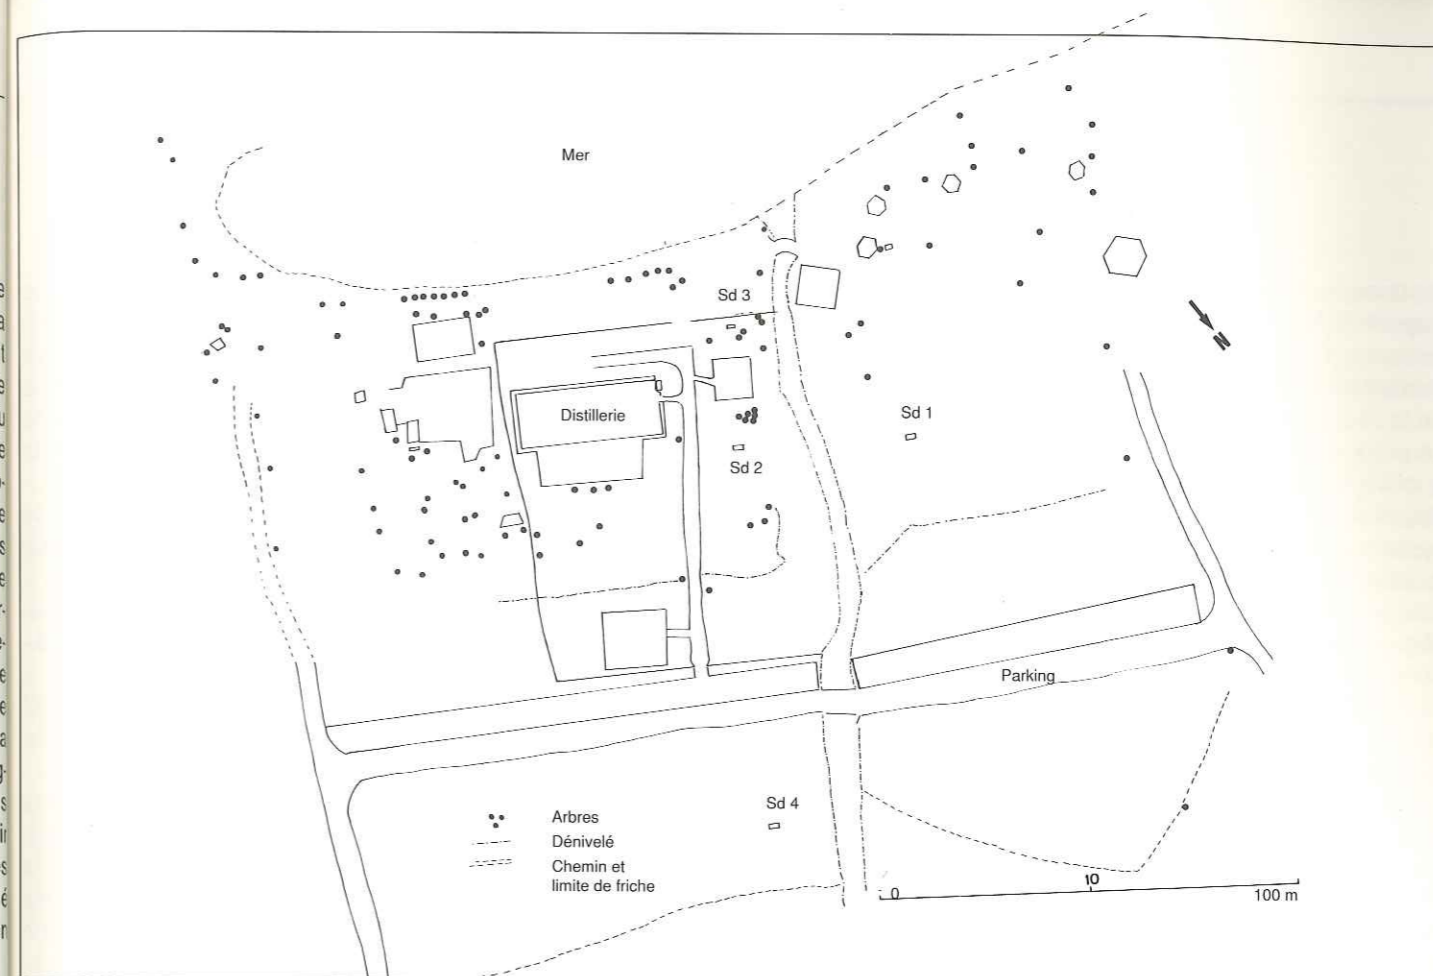 Mer
Sd 3
Distillerie
Sd 1
Sd 2
N
Parking
Sd 4
Arbres
Dénivelé
Chemin et
limite de friche
0
10
100 m